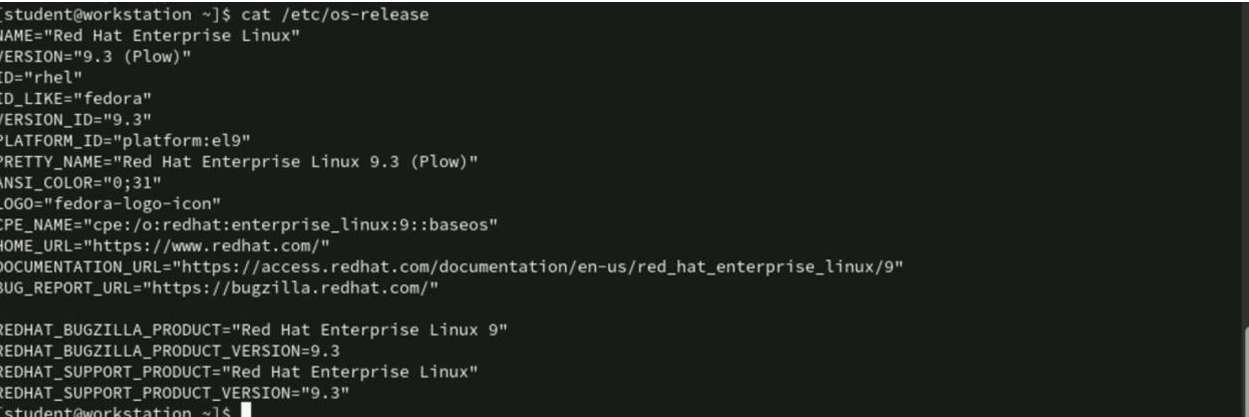 [student@workstation ~]$ cat /etc/os-release
NAME="Red Hat Enterprise Linux"
VERSION="9.3 (Plow)"
ID="rhel"
ID_LIKE="fedora"
VERSION_ID="9.3"
PLATFORM_ID="platform:el9"
PRETTY_NAME="Red Hat Enterprise Linux 9.3 (Plow)"
ANSI_COLOR="0;31"
LOGO="fedora-logo-icon"
CPE_NAME="cpe:/o:redhat:enterprise_linux:9::baseos"
HOME_URL="https://www.redhat.com/"
DOCUMENTATION_URL="https://access.redhat.com/documentation/en-us/red_hat_enterprise_linux/9"
BUG_REPORT_URL="https://bugzilla.redhat.com/"

REDHAT_BUGZILLA_PRODUCT="Red Hat Enterprise Linux 9"
REDHAT_BUGZILLA_PRODUCT_VERSION=9.3
REDHAT_SUPPORT_PRODUCT="Red Hat Enterprise Linux"
REDHAT_SUPPORT_PRODUCT_VERSION="9.3"
[student@workstation ~]$